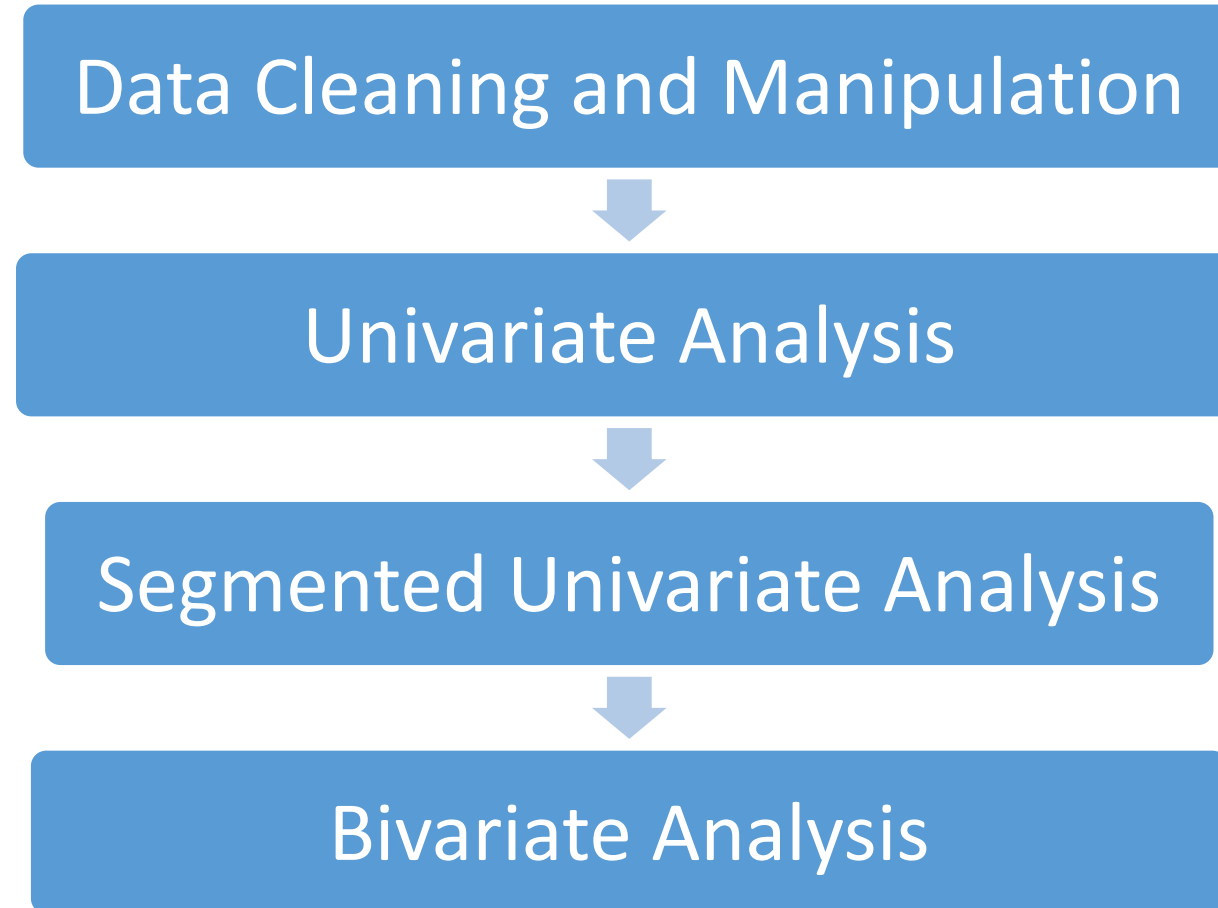 Data Cleaning and Manipulation
Univariate Analysis
Segmented Univariate Analysis
Bivariate Analysis